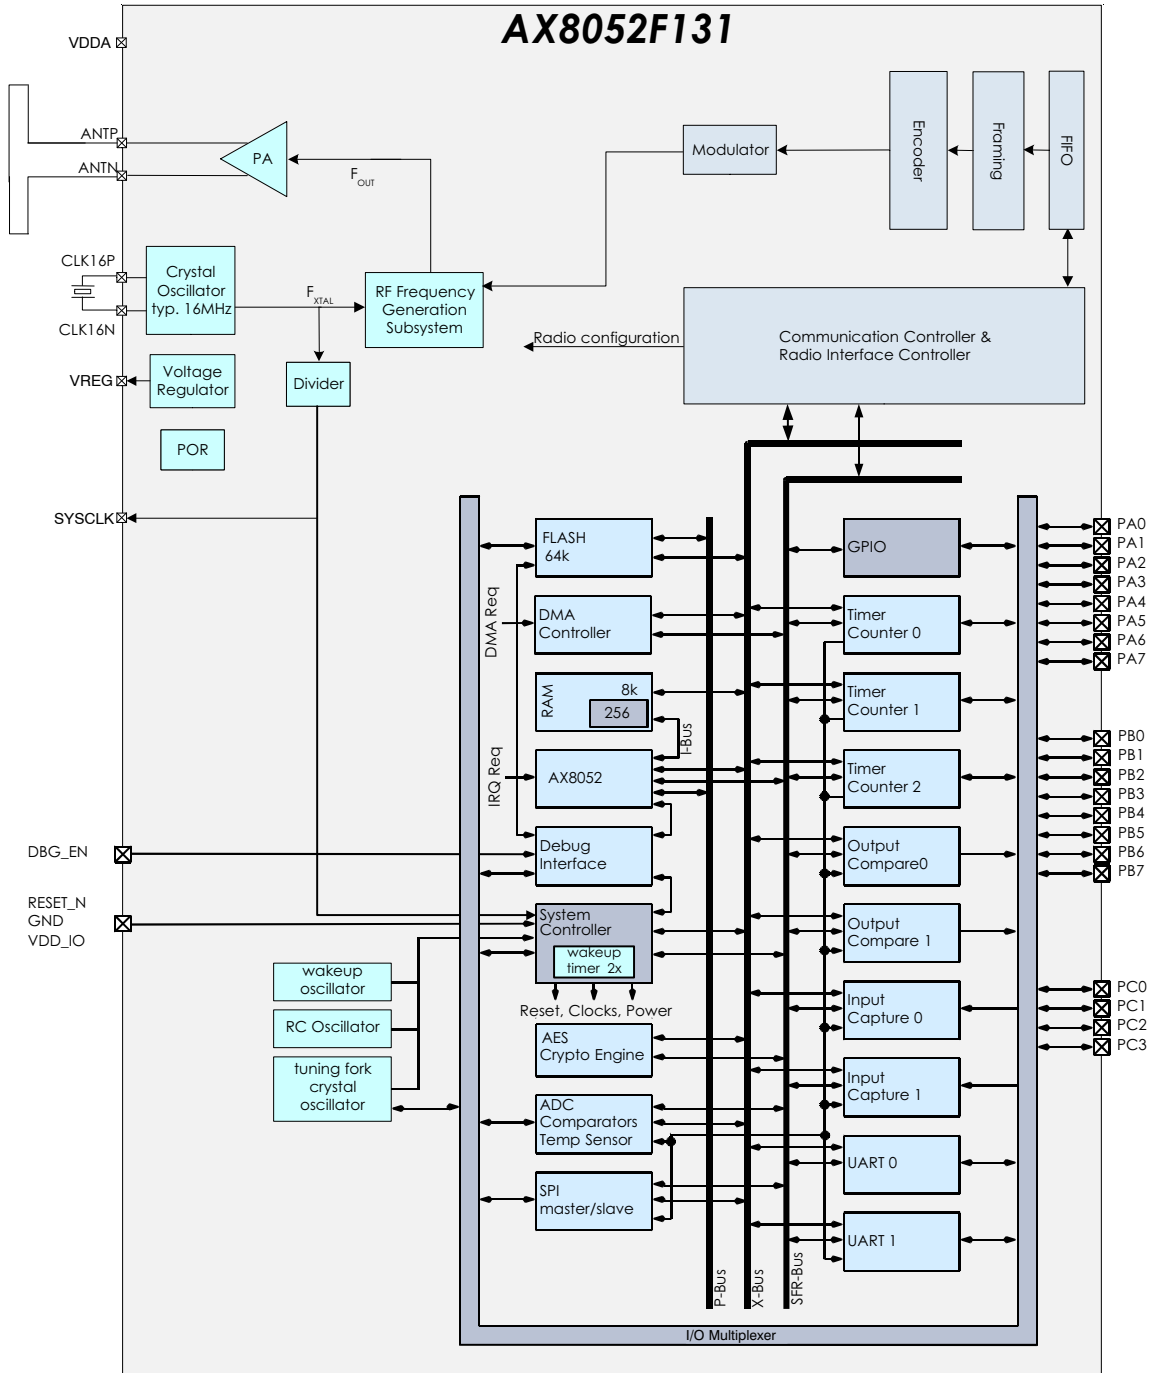 AX8052F131
VDDA
ANTP
ANTN
PA
F OUT
Modulator
Encoder
Framing
FIFO
CLK16P
CLK16N
Crystal
Oscillator
typ. 16MHz
F XTAL
RF Frequency
Generation
Subsystem
Radio configuration
Communication Controller &
Radio Interface Controller
VREG
Voltage
Regulator
Divider
POR
SYSCLK
FLASH
64k
DMA Req
DMA
Controller
RAM
8k
256
I-Bus
IRQ Req
AX8052
DBG_EN
Debug
Interface
RESET_N
GND
VDD_IO
System
Controller
wakeup
timer 2x
Reset, Clocks, Power
wakeup
oscillator
RC Oscillator
tuning fork
crystal
oscillator
AES
Crypto Engine
ADC
Comparators
Temp Sensor
SPI
master/slave
P-Bus
X-Bus
SFR-Bus
GPIO
Timer
Counter 0
Timer
Counter 1
Timer
Counter 2
Output
Compare0
Output
Compare 1
Input
Capture 0
Input
Capture 1
UART 0
UART 1
I/O Multiplexer
PA0
PA1
PA2
PA3
PA4
PA5
PA6
PA7
PB0
PB1
PB2
PB3
PB4
PB5
PB6
PB7
PC0
PC1
PC2
PC3